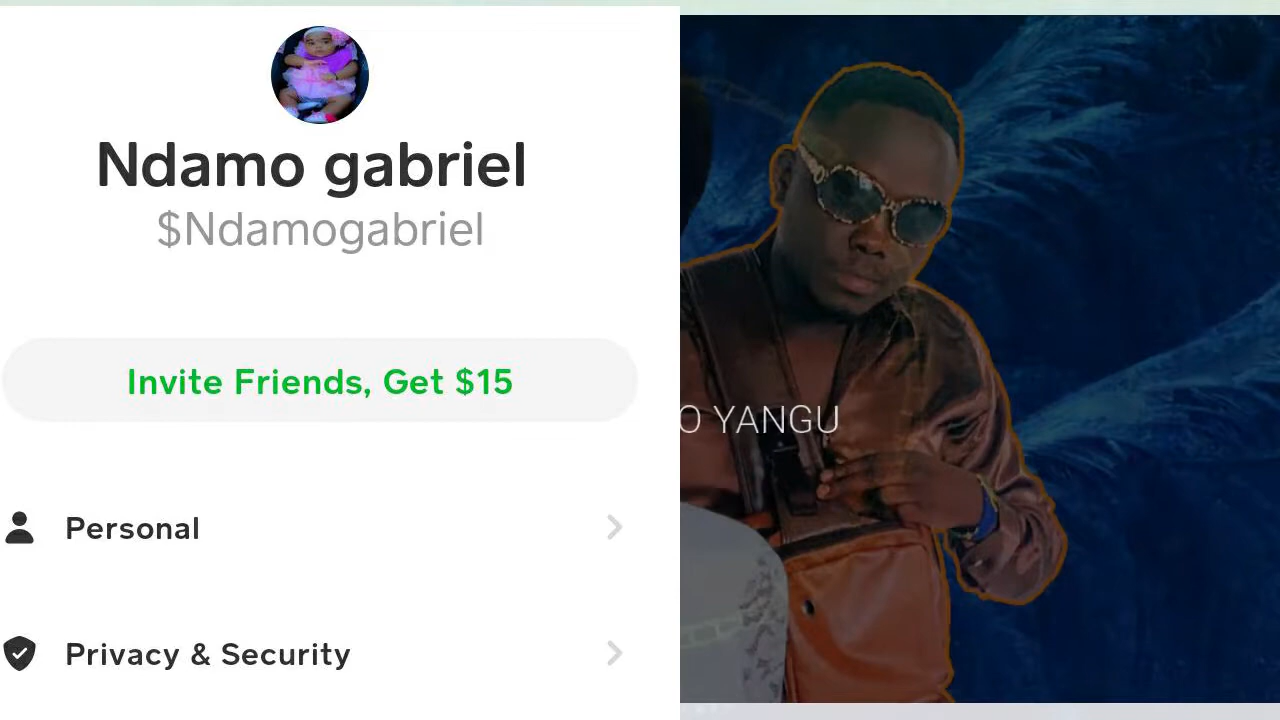 Ndamo gabriel
$Ndamogabriel
Invite Friends, Get $15
O YANGU
Personal
Privacy & Security